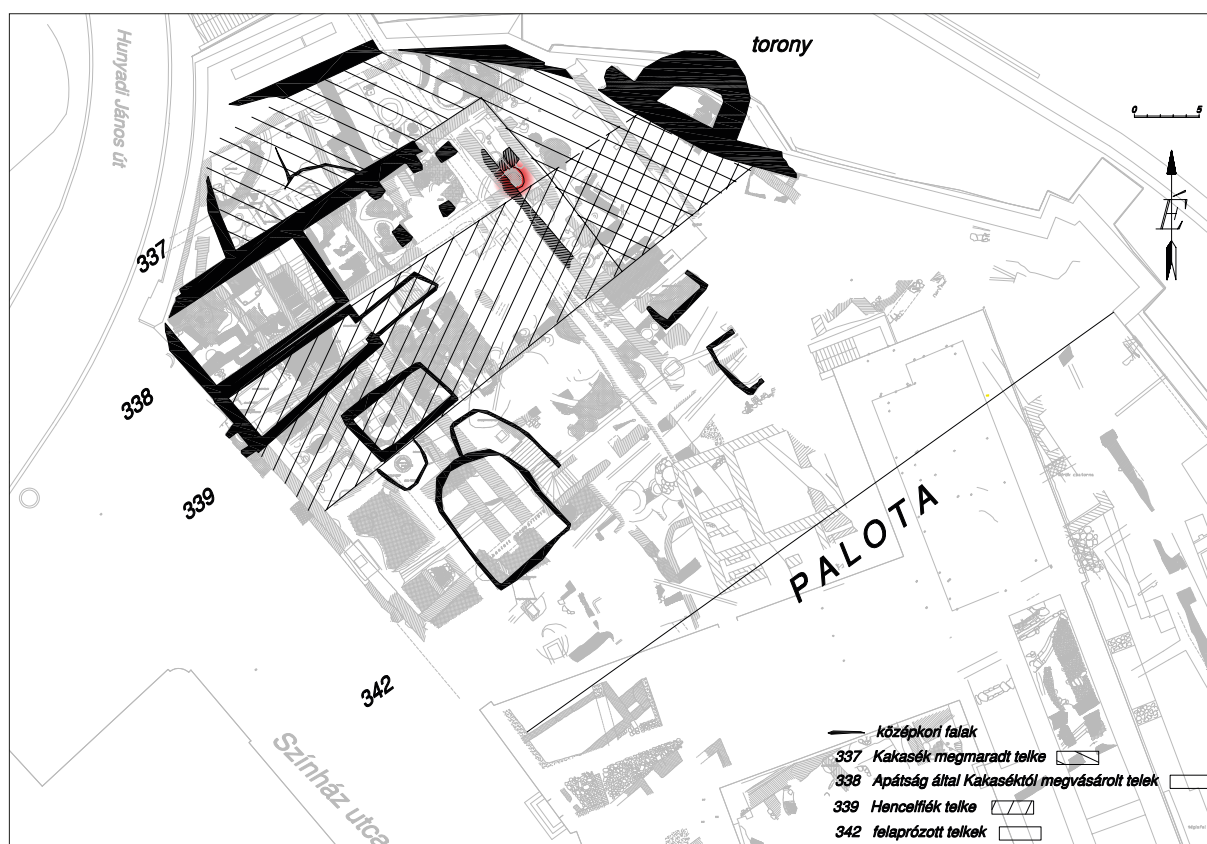 Hunyadi János út
torony
0 5
É
337
338
339
342
PALOTA
Színház utca
középkori falak
337 Kakasék megmaradt telke
338 Apátság által Kakaséktól megvásárolt telek
339 Hencelfiék telke
342 felaprózott telkek